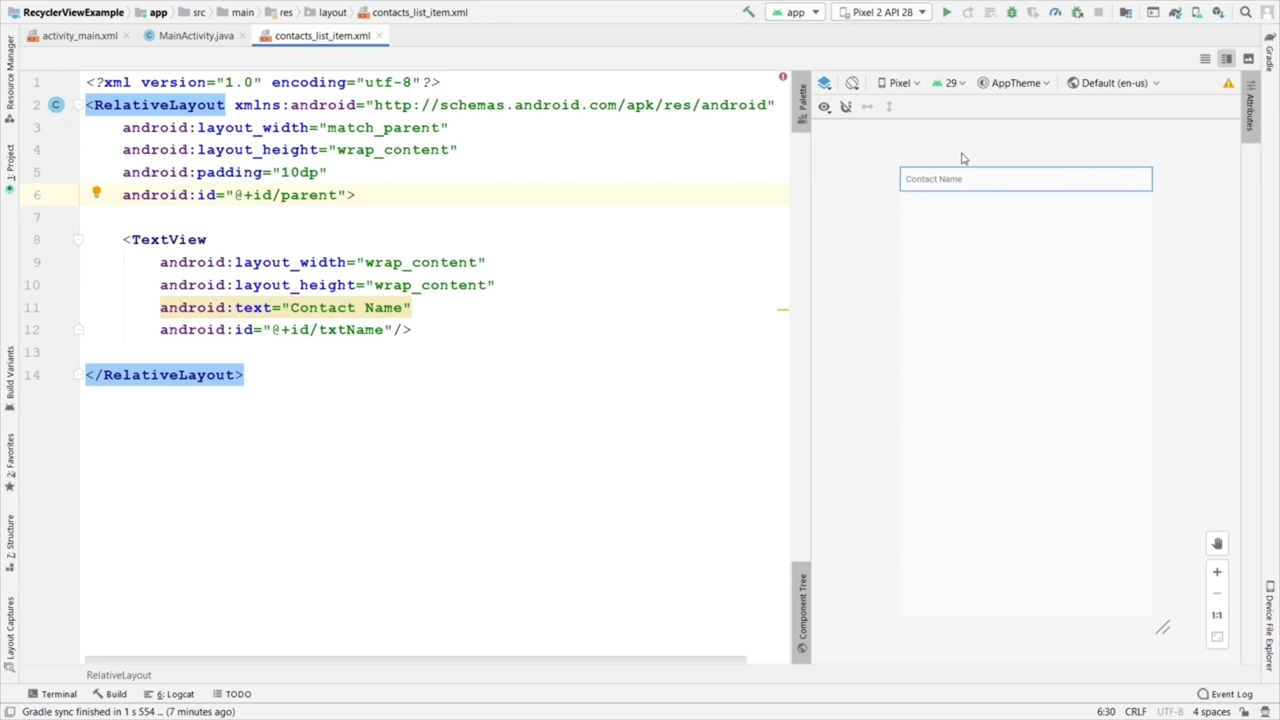 RecyclerViewExample app src main res layout contacts_list_item.xml app Pixel 2 API 28
activity_main.xml MainActivity.java contacts_list_item.xml
Resource Manager
1: Project
Build Variants
2: Favorites
7: Structure
Layout Captures
1 <?xml version="1.0" encoding="utf-8"?>
2 <RelativeLayout xmlns:android="http://schemas.android.com/apk/res/android"
3 android:layout_width="match_parent"
4 android:layout_height="wrap_content"
5 android:padding="10dp"
6 android:id="@+id/parent">
7
8 <TextView
9 android:layout_width="wrap_content"
10 android:layout_height="wrap_content"
11 android:text="Contact Name"
12 android:id="@+id/txtName"/>
13
14 </RelativeLayout>
RelativeLayout
Palette
Component Tree
Pixel 29 AppTheme Default (en-us)
Contact Name
1:1
Attributes
Gradle
Device File Explorer
Terminal Build 6: Logcat TODO Event Log
Gradle sync finished in 1 s 554 ... (7 minutes ago) 6:30 CRLF UTF-8 4 spaces